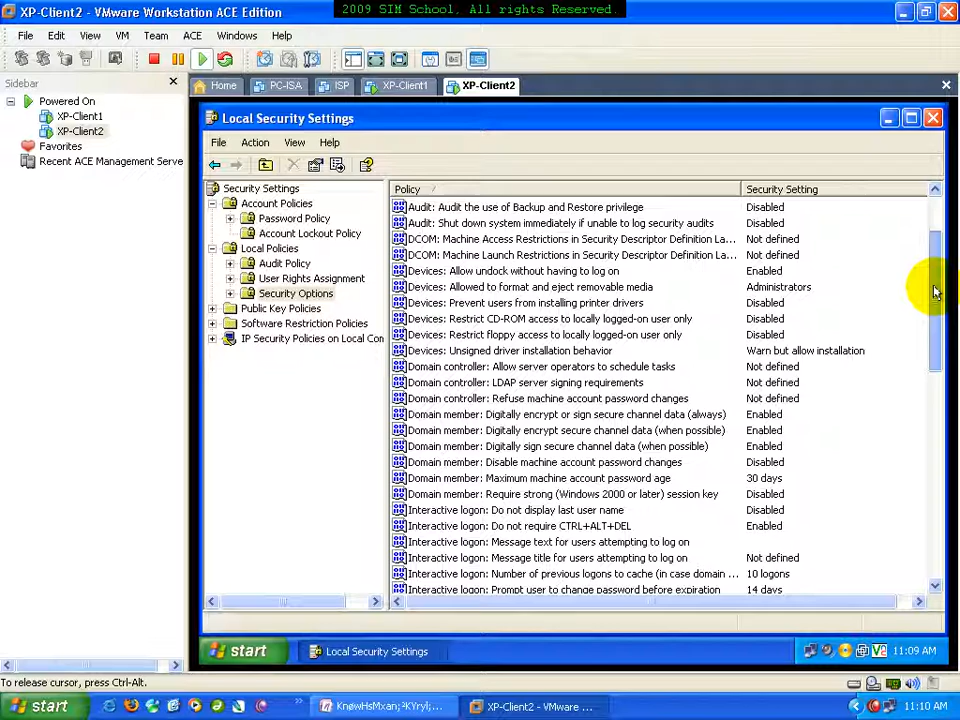 XP-Client2 - VMware Workstation ACE Edition
2009 SIM School, All rights Reserved.
File Edit View VM Team ACE Windows Help
Sidebar
Powered On
XP-Client1
XP-Client2
Favorites
Recent ACE Management Serve
Home PC-ISA ISP XP-Client1 XP-Client2
Local Security Settings
File Action View Help
Security Settings
Account Policies
Password Policy
Account Lockout Policy
Local Policies
Audit Policy
User Rights Assignment
Security Options
Public Key Policies
Software Restriction Policies
IP Security Policies on Local Con
Policy Security Setting
Audit: Audit the use of Backup and Restore privilege Disabled
Audit: Shut down system immediately if unable to log security audits Disabled
DCOM: Machine Access Restrictions in Security Descriptor Definition La... Not defined
DCOM: Machine Launch Restrictions in Security Descriptor Definition La... Not defined
Devices: Allow undock without having to log on Enabled
Devices: Allowed to format and eject removable media Administrators
Devices: Prevent users from installing printer drivers Disabled
Devices: Restrict CD-ROM access to locally logged-on user only Disabled
Devices: Restrict floppy access to locally logged-on user only Disabled
Devices: Unsigned driver installation behavior Warn but allow installation
Domain controller: Allow server operators to schedule tasks Not defined
Domain controller: LDAP server signing requirements Not defined
Domain controller: Refuse machine account password changes Not defined
Domain member: Digitally encrypt or sign secure channel data (always) Enabled
Domain member: Digitally encrypt secure channel data (when possible) Enabled
Domain member: Digitally sign secure channel data (when possible) Enabled
Domain member: Disable machine account password changes Disabled
Domain member: Maximum machine account password age 30 days
Domain member: Require strong (Windows 2000 or later) session key Disabled
Interactive logon: Do not display last user name Disabled
Interactive logon: Do not require CTRL+ALT+DEL Enabled
Interactive logon: Message text for users attempting to log on
Interactive logon: Message title for users attempting to log on Not defined
Interactive logon: Number of previous logons to cache (in case domain ... 10 logons
Interactive logon: Prompt user to change password before expiration 14 days
start Local Security Settings 11:09 AM
To release cursor, press Ctrl-Alt.
start XP-Client2 - VMware ... 11:10 AM